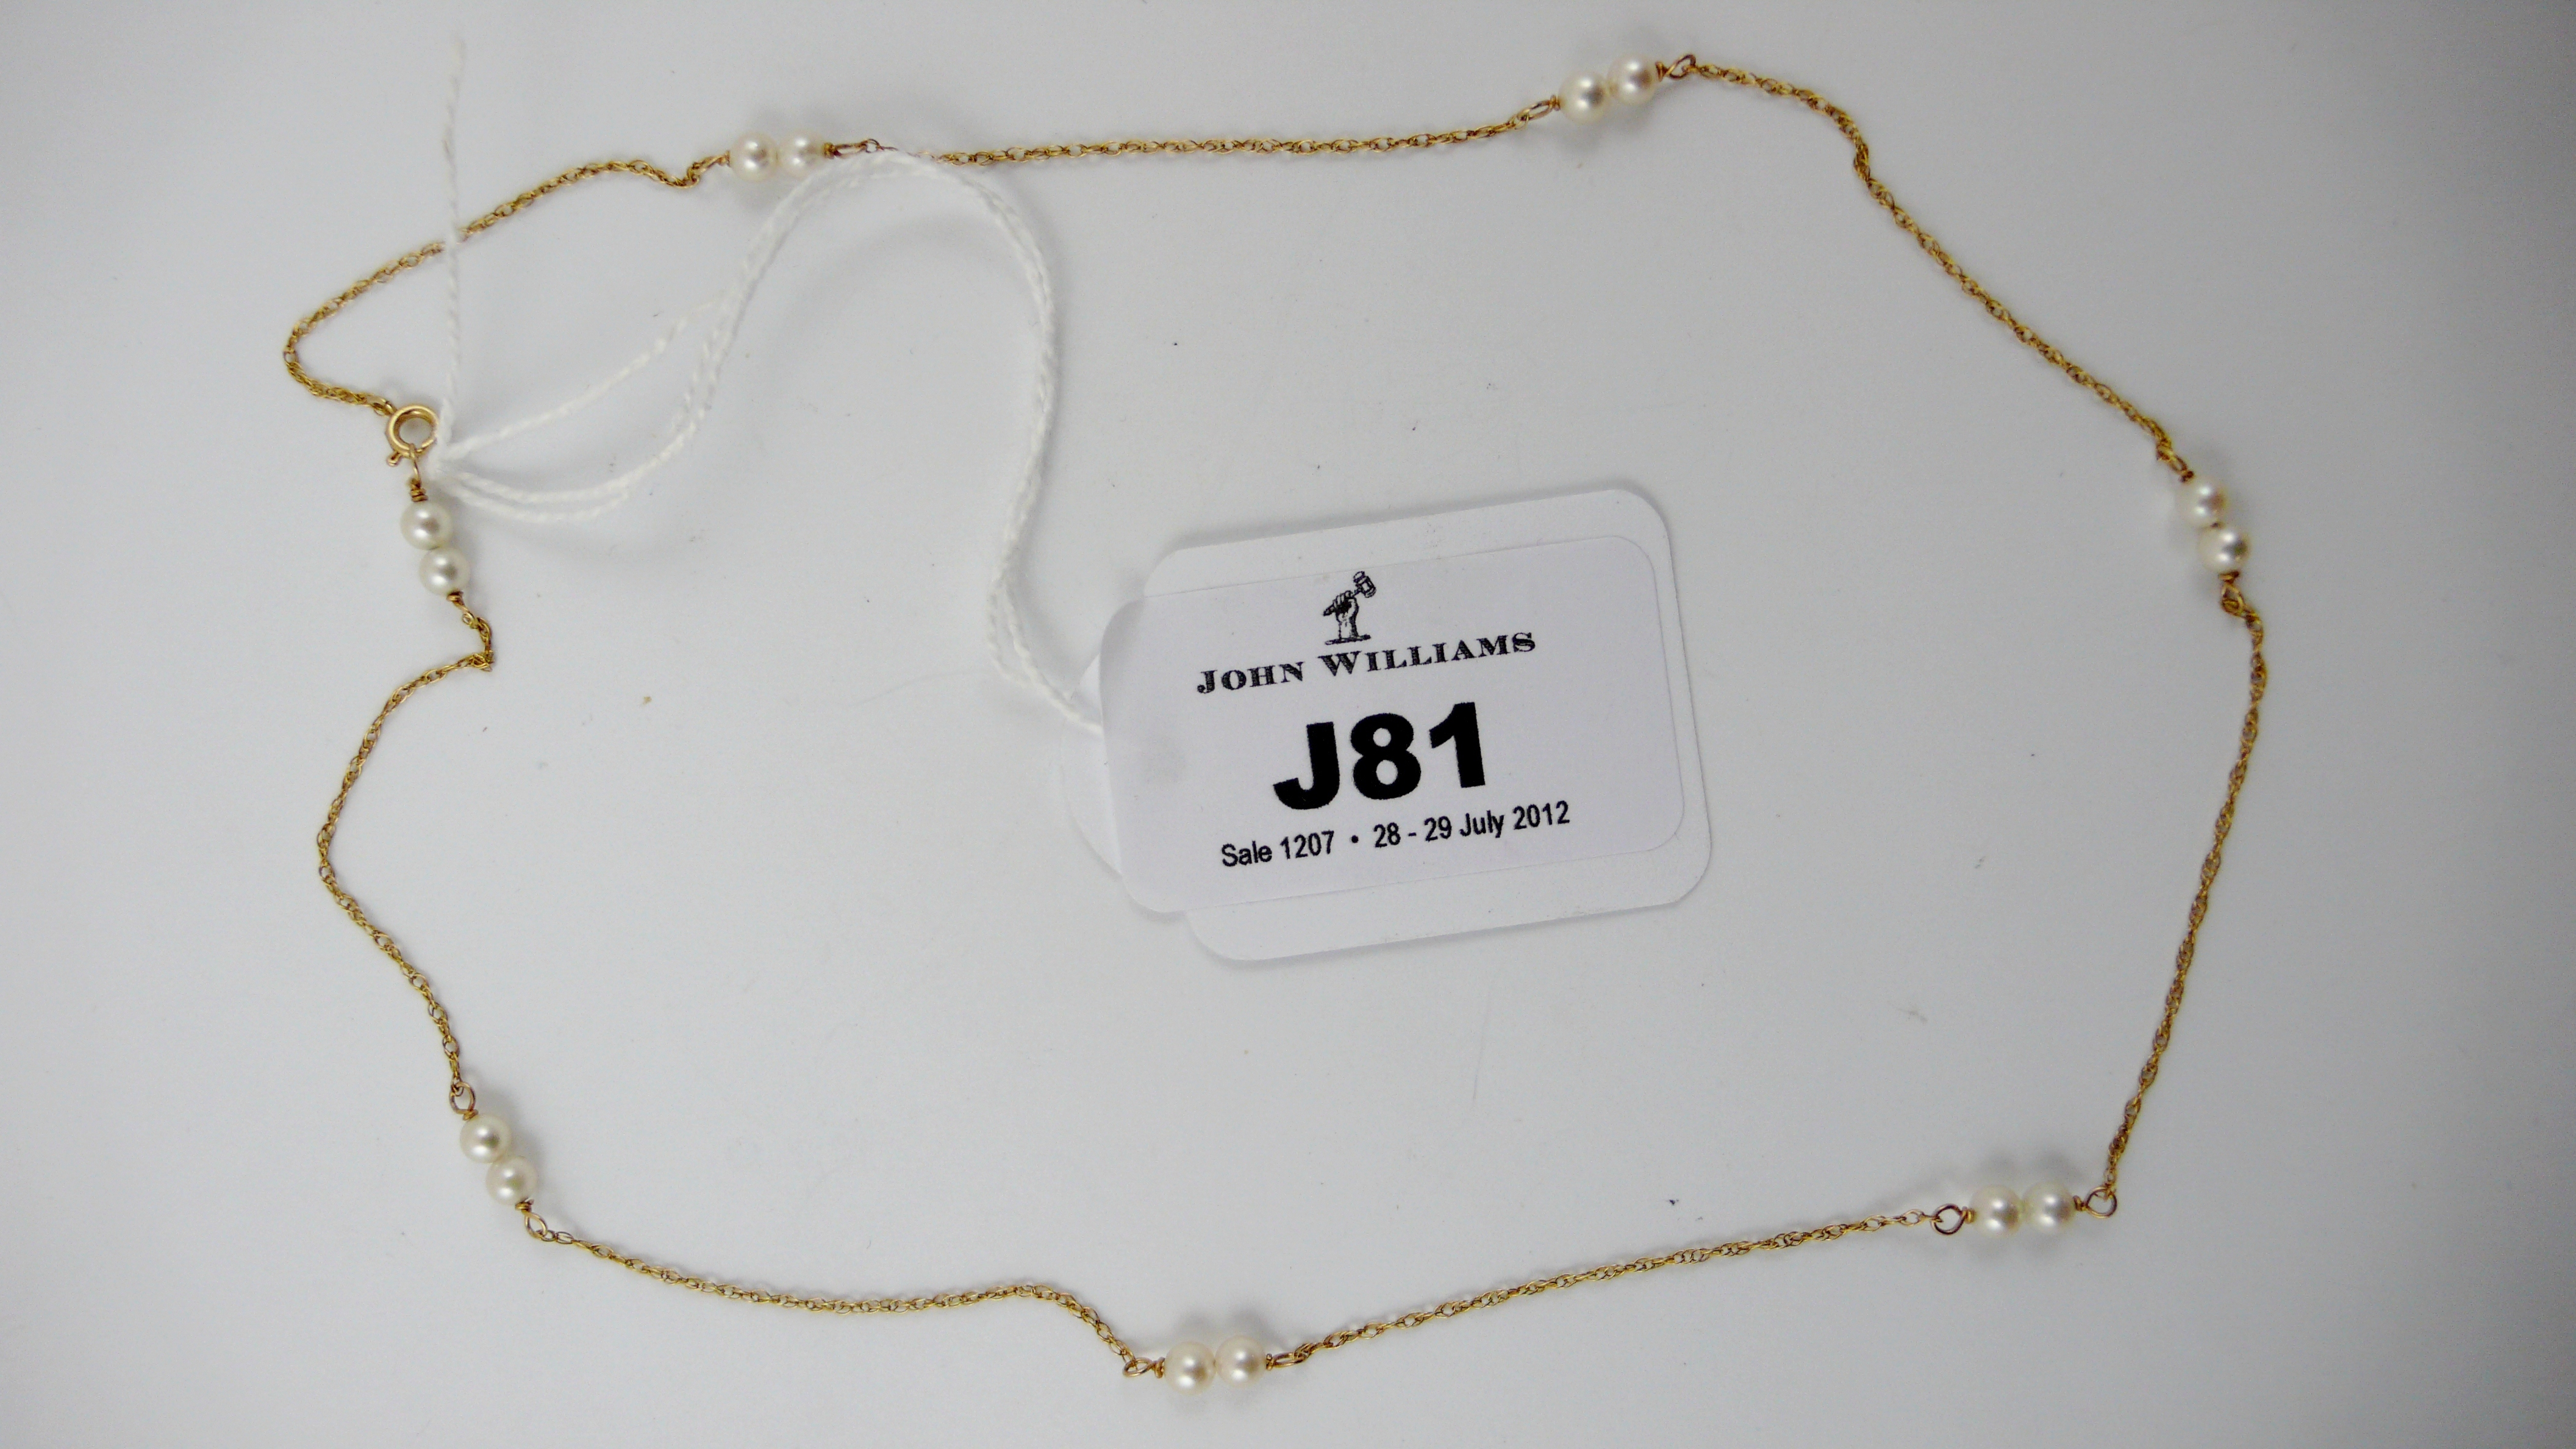 JOHN WILLIAMS
J81
Sale 1207 • 28 - 29 July 2012